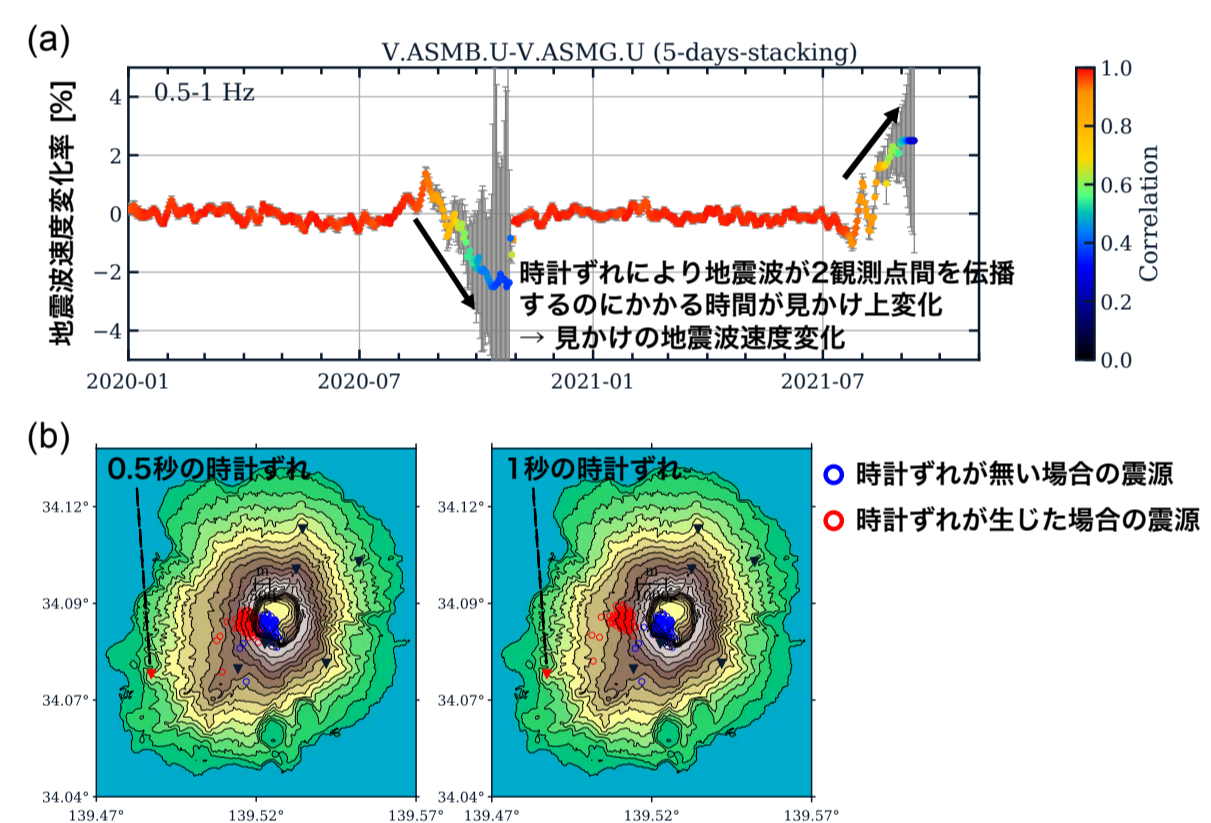 (a)
V.ASMB.U-V.ASMG.U (5-days-stacking)
0.5-1 Hz
地震波速度変化率 [%]
4
2
0
−2
−4
2020-01
2020-07
2021-01
2021-07
時計ずれにより地震波が2観測点間を伝播
するのにかかる時間が見かけ上変化
→ 見かけの地震波速度変化
1.0
0.8
0.6
0.4
0.2
0.0
Correlation
(b)
0.5秒の時計ずれ
34.12°
34.09°
34.07°
34.04°
139.47°
139.52°
139.57°
m
1秒の時計ずれ
34.12°
34.09°
34.07°
34.04°
139.47°
139.52°
139.57°
m
時計ずれが無い場合の震源
時計ずれが生じた場合の震源